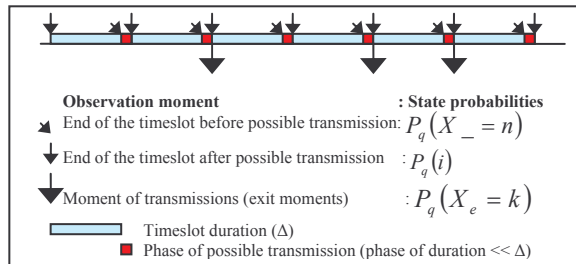 Observation moment : State probabilities
End of the timeslot before possible transmission: P_q(X_ = n)
End of the timeslot after possible transmission : P_q(i)
Moment of transmissions (exit moments) : P_q(X_e = k)
Timeslot duration (Δ)
Phase of possible transmission (phase of duration << Δ)